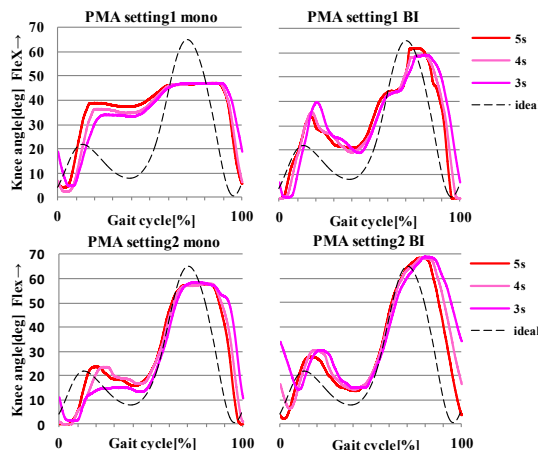 PMA setting1 mono
PMA setting1 BI
Knee angle[deg] FleX→
70
60
50
40
30
20
10
0
0 100
Gait cycle[%]
0 100
Gait cycle[%]
5s
4s
3s
ideal
PMA setting2 mono
PMA setting2 BI
Knee angle[deg] Flex→
70
60
50
40
30
20
10
0
0 100
Gait cycle[%]
0 100
Gait cycle[%]
5s
4s
3s
ideal